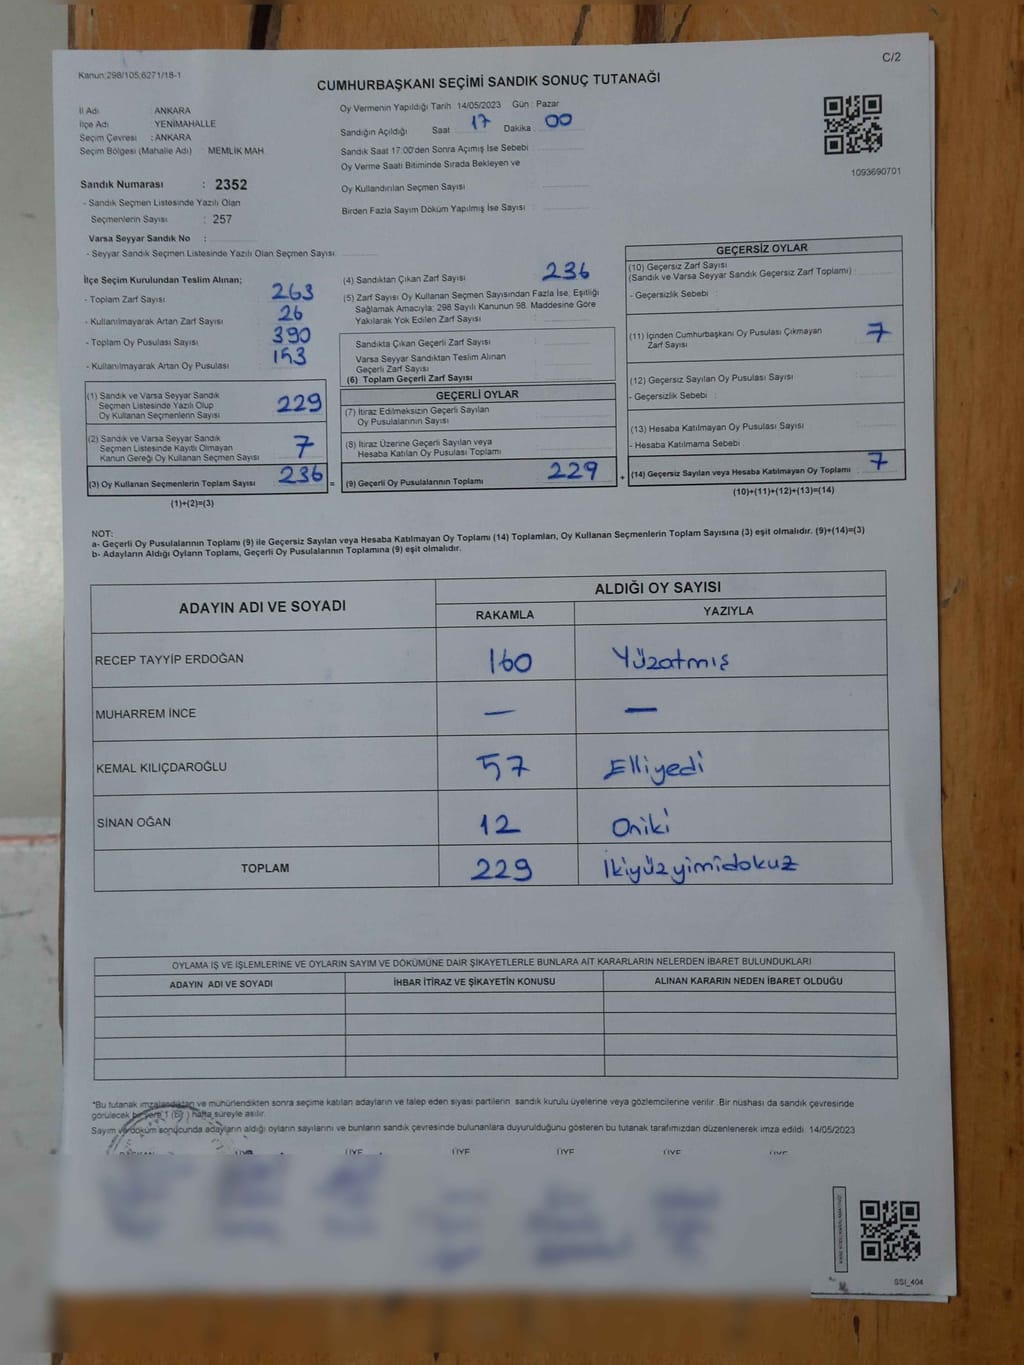 C/2
Kanun:298/105;6271/18-1
CUMHURBAŞKANI SEÇİMİ SANDIK SONUÇ TUTANAĞI
İl Adı ANKARA
İlçe Adı YENİMAHALLE
Seçim Çevresi : ANKARA
Seçim Bölgesi (Mahalle Adı) : MEMLİK MAH.
Oy Vermenin Yapıldığı Tarih 14/05/2023 Gün : Pazar
Sandığın Açıldığı Saat 17 Dakika 00
Sandık Saat 17:00'den Sonra Açımış İse Sebebi :
Oy Verme Saati Bitiminde Sırada Bekleyen ve
Oy Kullandırılan Seçmen Sayısı
Birden Fazla Sayım Döküm Yapılmış İse Sayısı :
1093690701
Sandık Numarası : 2352
- Sandık Seçmen Listesinde Yazılı Olan
Seçmenlerin Sayısı : 257
Varsa Seyyar Sandık No :
- Seyyar Sandık Seçmen Listesinde Yazılı Olan Seçmen Sayısı:
İlçe Seçim Kurulundan Teslim Alınan;
- Toplam Zarf Sayısı : 263
- Kullanılmayarak Artan Zarf Sayısı : 26
- Toplam Oy Pusulası Sayısı : 390
- Kullanılmayarak Artan Oy Pusulası :
(1) Sandık ve Varsa Seyyar Sandık
Seçmen Listesinde Yazılı Olup
Oy Kullanan Seçmenlerin Sayısı 229
(2) Sandık ve Varsa Seyyar Sandık
Seçmen Listesinde Kayıtlı Olmayan
Kanun Gereği Oy Kullanan Seçmen Sayısı 7
(3) Oy Kullanan Seçmenlerin Toplam Sayısı 236 =
(1)+(2)=(3)
(4) Sandıktan Çıkan Zarf Sayısı 236
(5) Zarf Sayısı Oy Kullanan Seçmen Sayısından Fazla İse, Eşitliği
Sağlamak Amacıyla; 298 Sayılı Kanunun 98. Maddesine Göre
Yakılarak Yok Edilen Zarf Sayısı
Sandıkta Çıkan Geçerli Zarf Sayısı
Varsa Seyyar Sandıktan Teslim Alınan
Geçerli Zarf Sayısı
(6) Toplam Geçerli Zarf Sayısı
GEÇERLİ OYLAR
(7) İtiraz Edilmeksizin Geçerli Sayılan
Oy Pusulalarının Sayısı
(8) İtiraz Üzerine Geçerli Sayılan veya
Hesaba Katılan Oy Pusulası Toplamı
(9) Geçerli Oy Pusulalarının Toplamı 229 +
GEÇERSİZ OYLAR
(10) Geçersiz Zarf Sayısı
(Sandık ve Varsa Seyyar Sandık Geçersiz Zarf Toplamı)
- Geçersizlik Sebebi :
(11) İçinden Cumhurbaşkanı Oy Pusulası Çıkmayan
Zarf Sayısı 7
(12) Geçersiz Sayılan Oy Pusulası Sayısı
- Geçersizlik Sebebi :
(13) Hesaba Katılmayan Oy Pusulası Sayısı
- Hesaba Katılmama Sebebi :
(14) Geçersiz Sayılan veya Hesaba Katılmayan Oy Toplamı 7
(10)+(11)+(12)+(13)=(14)
NOT:
a- Geçerli Oy Pusulalarının Toplamı (9) ile Geçersiz Sayılan veya Hesaba Katılmayan Oy Toplamı (14) Toplamları, Oy Kullanan Seçmenlerin Toplam Sayısına (3) eşit olmalıdır. (9)+(14)=(3)
b- Adayların Aldığı Oyların Toplamı, Geçerli Oy Pusulalarının Toplamına (9) eşit olmalıdır.
ADAYIN ADI VE SOYADI
ALDIĞI OY SAYISI
RAKAMLA YAZIYLA
RECEP TAYYİP ERDOĞAN 160 Yüzatmış
MUHARREM İNCE — —
KEMAL KILIÇDAROĞLU 57 Elliyedi
SİNAN OĞAN 12 Oniki
TOPLAM 229 İkiyüzyimidokuz
OYLAMA İŞ VE İŞLEMLERİNE VE OYLARIN SAYIM VE DÖKÜMÜNE DAİR ŞİKAYETLERLE BUNLARA AİT KARARLARIN NELERDEN İBARET BULUNDUKLARI
ADAYIN ADI VE SOYADI İHBAR İTİRAZ VE ŞİKAYETİN KONUSU ALINAN KARARIN NEDEN İBARET OLDUĞU
*Bu tutanak imzalandıktan ve mühürlendikten sonra seçime katılan adayların ve talep eden siyasi partilerin sandık kurulu üyelerine veya gözlemcilerine verilir. Bir nüshası da sandık çevresinde
görülecek bir yere 1 (Bir) hafta süreyle asılır.
Sayım ve döküm sonucunda adayların aldığı oyların sayılarını ve bunların sandık çevresinde bulunanlara duyurulduğunu gösteren bu tutanak tarafımızdan düzenlenerek imza edildi. 14/05/2023
BAŞKAN ÜYE ÜYE ÜYE ÜYE ÜYE ÜYE
SSI_404